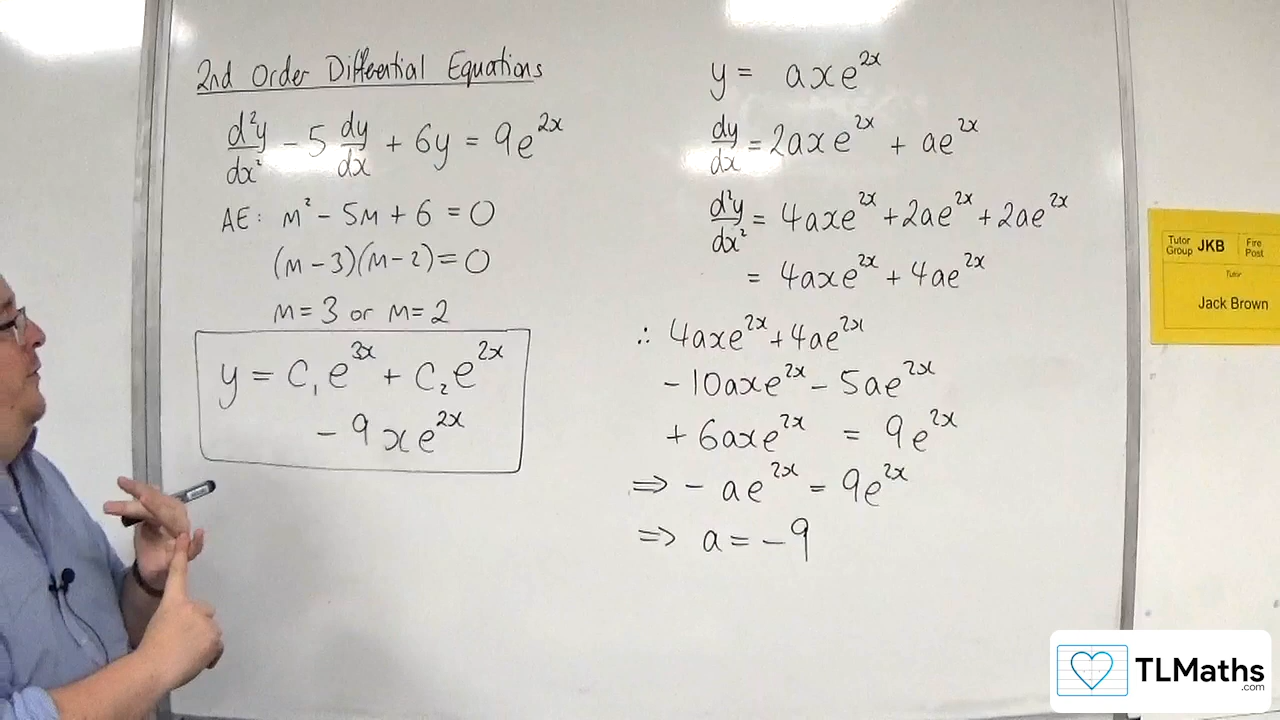 2nd Order Differential Equations
d²y/dx² - 5 dy/dx + 6y = 9e^{2x}
AE: m² - 5m + 6 = 0
(m - 3)(m - 2) = 0
m = 3 or m = 2
y = C₁e^{3x} + C₂e^{2x}
- 9xe^{2x}
y = axe^{2x}
dy/dx = 2axe^{2x} + ae^{2x}
d²y/dx² = 4axe^{2x} + 2ae^{2x} + 2ae^{2x}
= 4axe^{2x} + 4ae^{2x}
∴ 4axe^{2x} + 4ae^{2x}
- 10axe^{2x} - 5ae^{2x}
+ 6axe^{2x} = 9e^{2x}
⇒ - ae^{2x} = 9e^{2x}
⇒ a = -9
Tutor Group JKB
Fire Post
Tutor
Jack Brown
TLMaths
.com